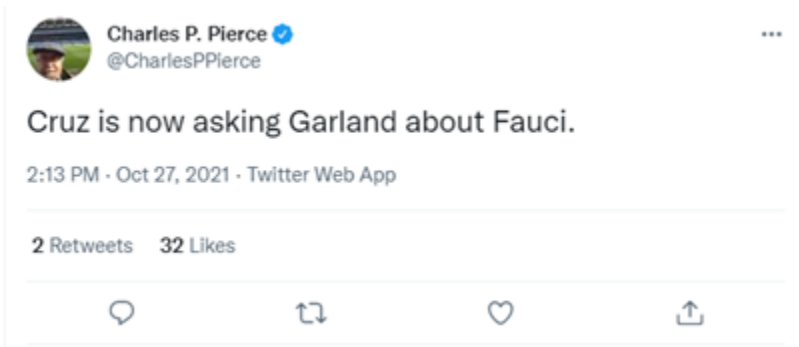 Charles P. Pierce
@CharlesPPierce
Cruz is now asking Garland about Fauci.
2:13 PM · Oct 27, 2021 · Twitter Web App
2 Retweets 32 Likes